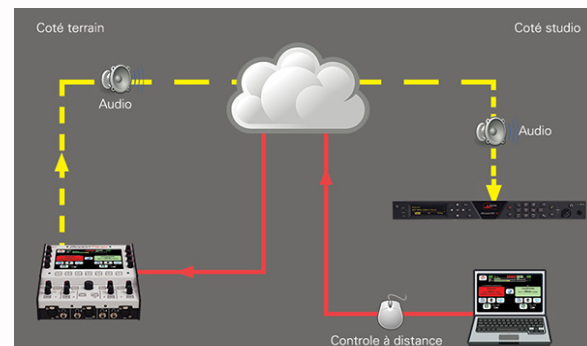 Coté terrain
Coté studio
Audio
Audio
Controle à distance